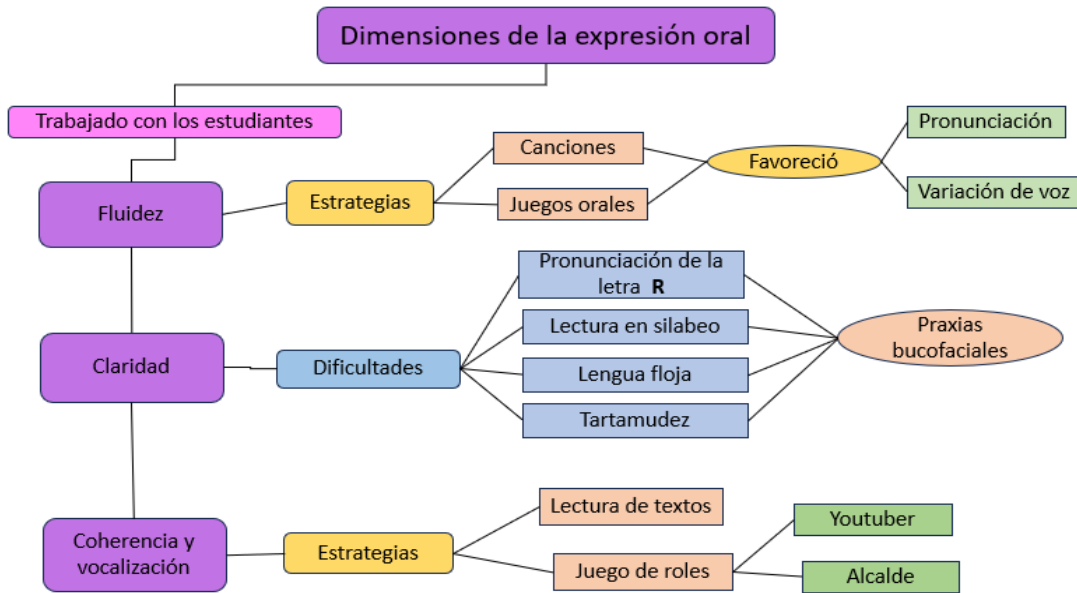 Dimensiones de la expresión oral
Trabajado con los estudiantes
Fluidez
Estrategias
Canciones
Juegos orales
Favoreció
Pronunciación
Variación de voz
Claridad
Dificultades
Pronunciación de la
letra R
Lectura en silabeo
Lengua floja
Tartamudez
Praxias
bucofaciales
Coherencia y
vocalización
Estrategias
Lectura de textos
Juego de roles
Youtuber
Alcalde